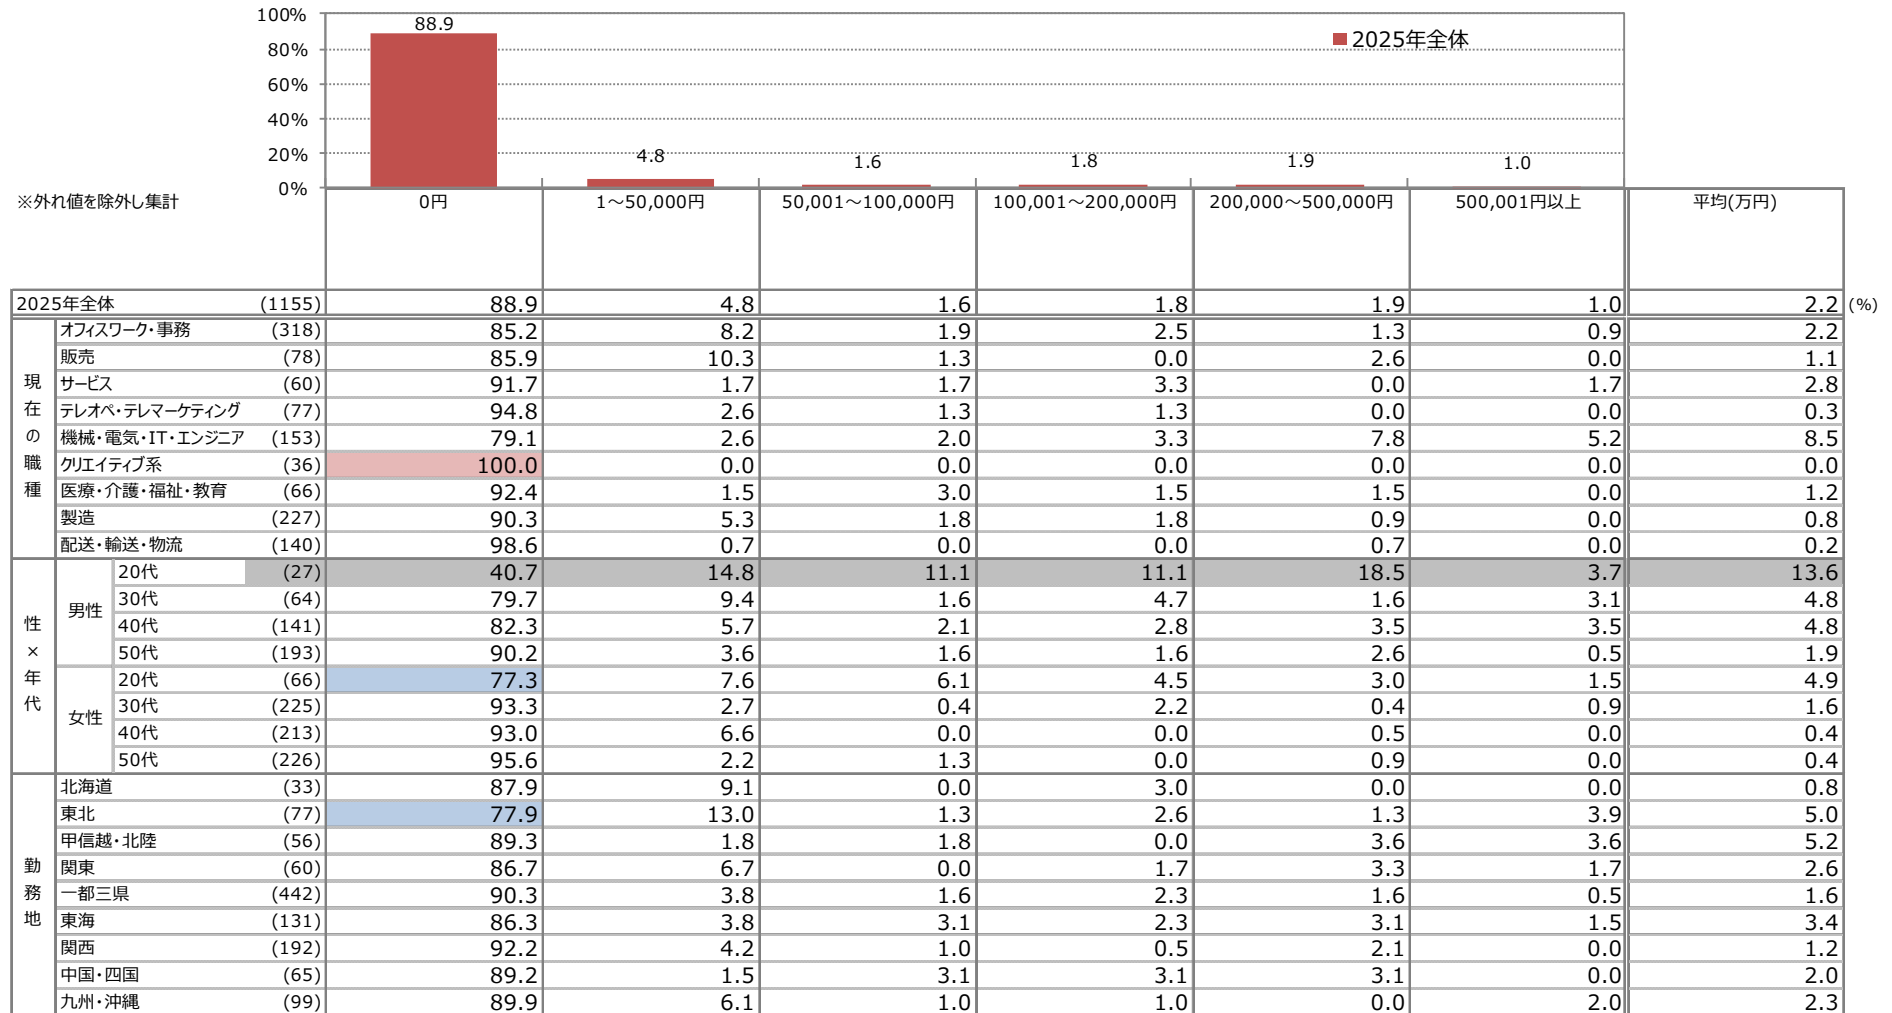 100%
88.9
■2025年全体
80%
60%
40%
20%
4.8 1.6 1.8 1.9 1.0
0%
※外れ値を除外し集計 0円 1～50,000円 50,001～100,000円 100,001～200,000円 200,000～500,000円 500,001円以上 平均(万円)
2025年全体 (1155) 88.9 4.8 1.6 1.8 1.9 1.0 2.2 (%)
現在の職種
オフィスワーク・事務 (318) 85.2 8.2 1.9 2.5 1.3 0.9 2.2
販売 (78) 85.9 10.3 1.3 0.0 2.6 0.0 1.1
サービス (60) 91.7 1.7 1.7 3.3 0.0 1.7 2.8
テレオペ・テレマーケティング (77) 94.8 2.6 1.3 1.3 0.0 0.0 0.3
機械・電気・IT・エンジニア (153) 79.1 2.6 2.0 3.3 7.8 5.2 8.5
クリエイティブ系 (36) 100.0 0.0 0.0 0.0 0.0 0.0 0.0
医療・介護・福祉・教育 (66) 92.4 1.5 3.0 1.5 1.5 0.0 1.2
製造 (227) 90.3 5.3 1.8 1.8 0.9 0.0 0.8
配送・輸送・物流 (140) 98.6 0.7 0.0 0.0 0.7 0.0 0.2
性×年代
男性
20代 (27) 40.7 14.8 11.1 11.1 18.5 3.7 13.6
30代 (64) 79.7 9.4 1.6 4.7 1.6 3.1 4.8
40代 (141) 82.3 5.7 2.1 2.8 3.5 3.5 4.8
50代 (193) 90.2 3.6 1.6 1.6 2.6 0.5 1.9
女性
20代 (66) 77.3 7.6 6.1 4.5 3.0 1.5 4.9
30代 (225) 93.3 2.7 0.4 2.2 0.4 0.9 1.6
40代 (213) 93.0 6.6 0.0 0.0 0.5 0.0 0.4
50代 (226) 95.6 2.2 1.3 0.0 0.9 0.0 0.4
勤務地
北海道 (33) 87.9 9.1 0.0 3.0 0.0 0.0 0.8
東北 (77) 77.9 13.0 1.3 2.6 1.3 3.9 5.0
甲信越・北陸 (56) 89.3 1.8 1.8 0.0 3.6 3.6 5.2
関東 (60) 86.7 6.7 0.0 1.7 3.3 1.7 2.6
一都三県 (442) 90.3 3.8 1.6 2.3 1.6 0.5 1.6
東海 (131) 86.3 3.8 3.1 2.3 3.1 1.5 3.4
関西 (192) 92.2 4.2 1.0 0.5 2.1 0.0 1.2
中国・四国 (65) 89.2 1.5 3.1 3.1 3.1 0.0 2.0
九州・沖縄 (99) 89.9 6.1 1.0 1.0 0.0 2.0 2.3